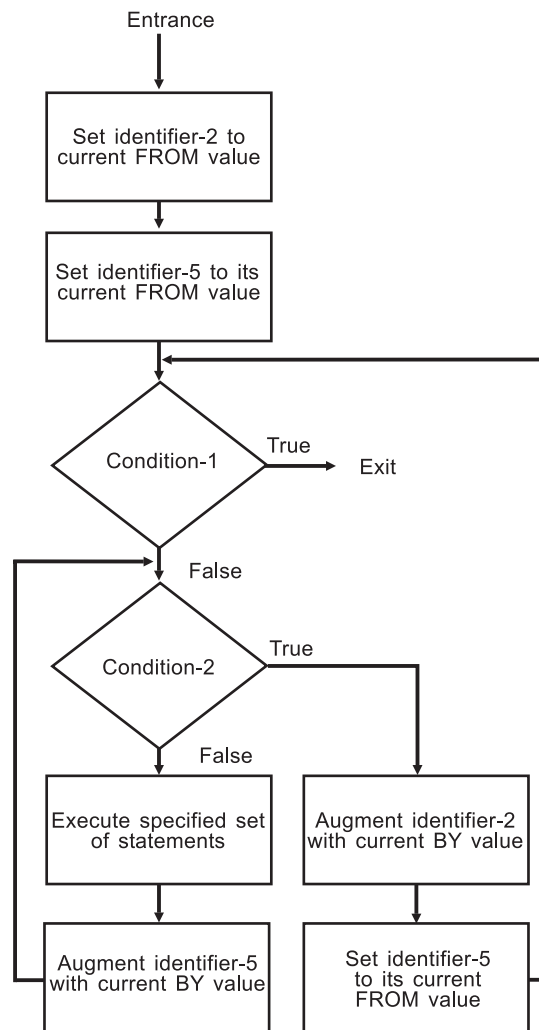 Entrance
Set identifier-2 to
current FROM value
Set identifier-5 to its
current FROM value
Condition-1
True
Exit
False
Condition-2
True
False
Execute specified set
of statements
Augment identifier-2
with current BY value
Augment identifier-5
with current BY value
Set identifier-5
to its current
FROM value